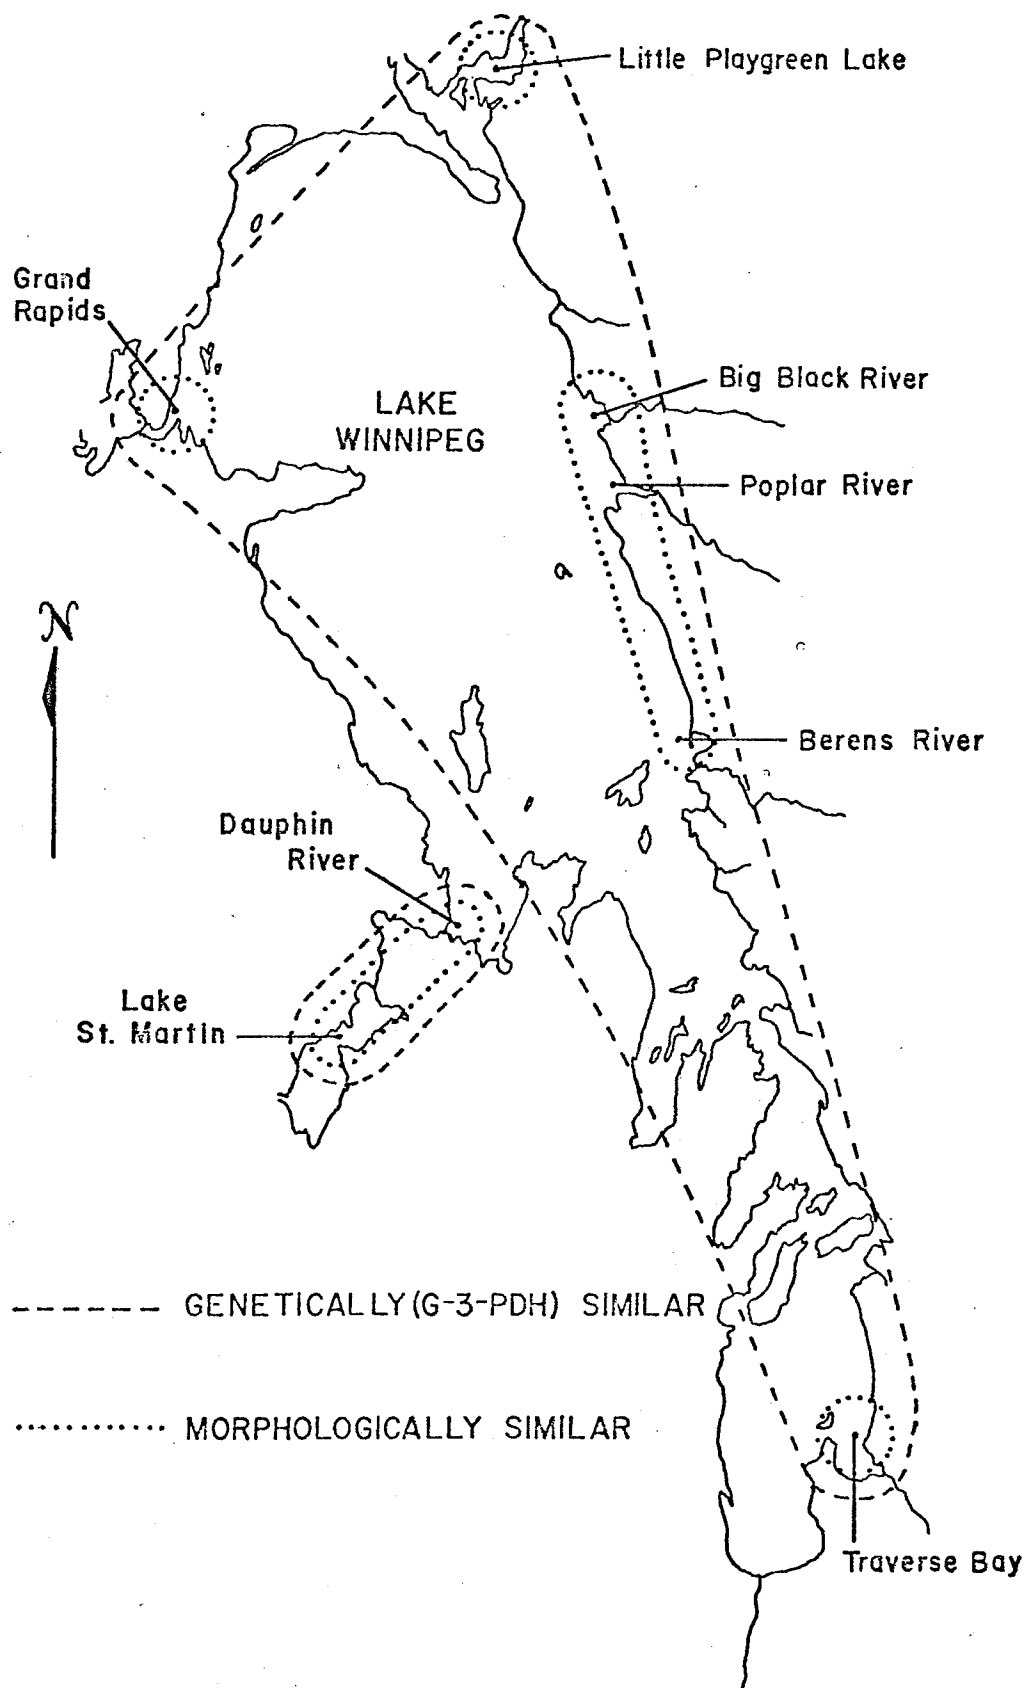 Little Playgreen Lake
Grand
Rapids
Big Black River
LAKE
WINNIPEG
Poplar River
N
Berens River
Dauphin
River
Lake
St. Martin
GENETICALLY (G-3-PDH) SIMILAR
MORPHOLOGICALLY SIMILAR
Traverse Bay